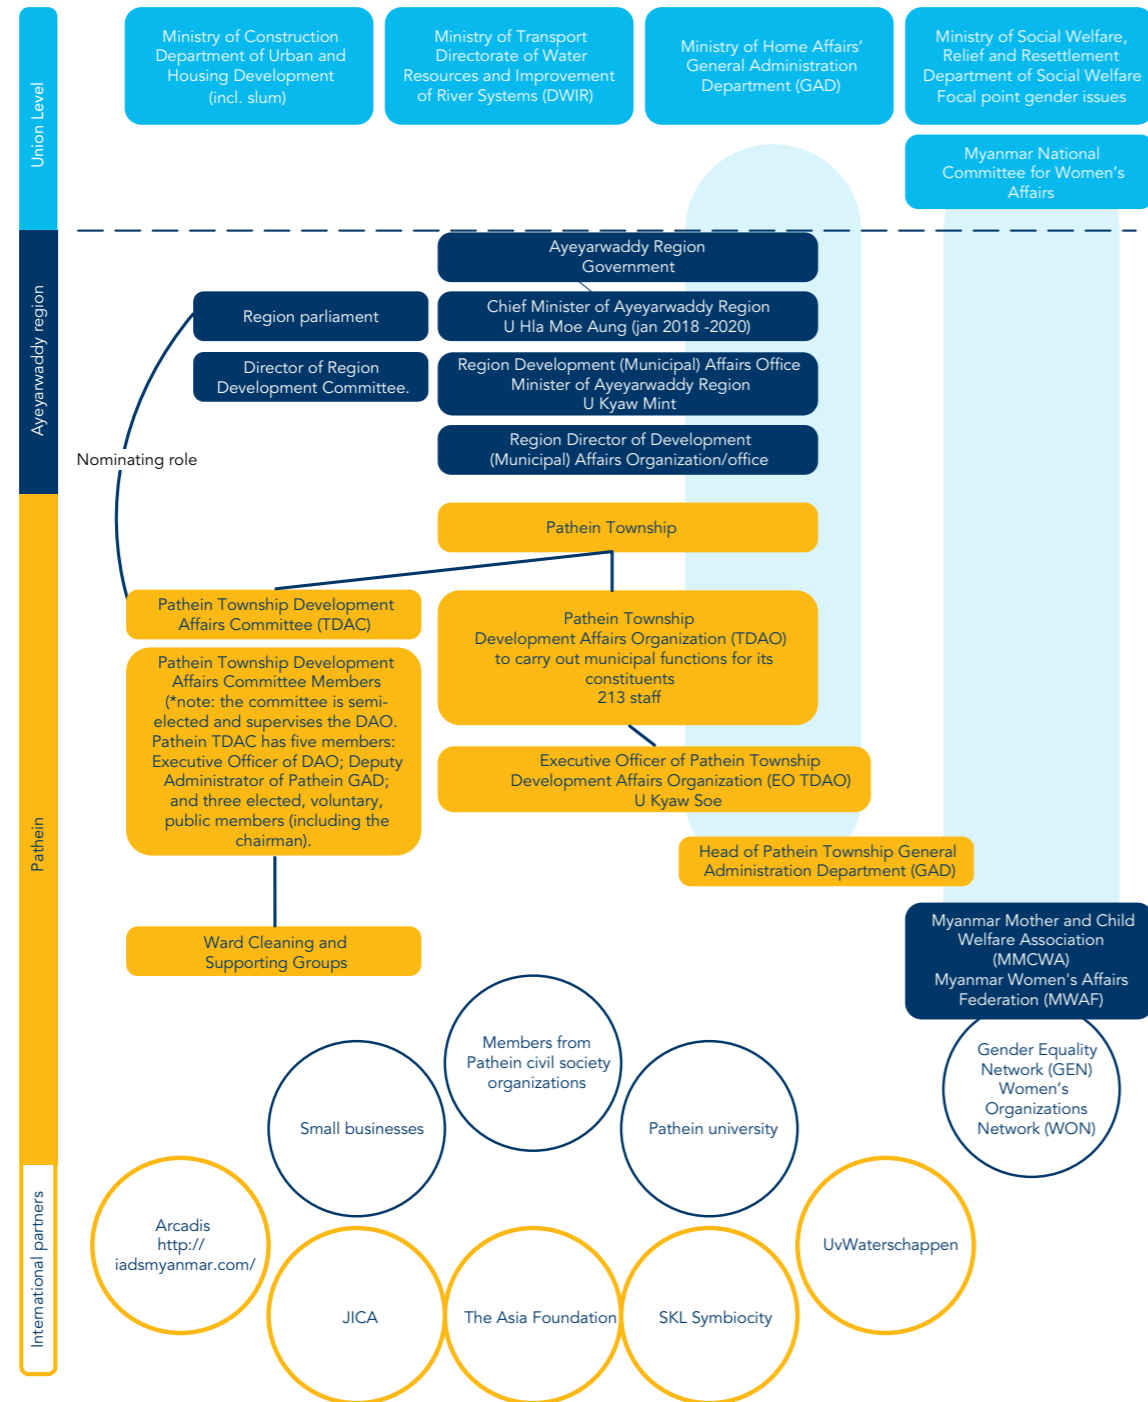 Union Level
Ministry of Construction
Department of Urban and
Housing Development
(incl. slum)
Ministry of Transport
Directorate of Water
Resources and Improvement
of River Systems (DWIR)
Ministry of Home Affairs’
General Administration
Department (GAD)
Ministry of Social Welfare,
Relief and Resettlement
Department of Social Welfare
Focal point gender issues
Myanmar National
Committee for Women’s
Affairs
Ayeyarwaddy region
Ayeyarwaddy Region
Government
Region parliament
Chief Minister of Ayeyarwaddy Region
U Hla Moe Aung (jan 2018 -2020)
Director of Region
Development Committee.
Region Development (Municipal) Affairs Office
Minister of Ayeyarwaddy Region
U Kyaw Mint
Nominating role
Region Director of Development
(Municipal) Affairs Organization/office
Pathein
Pathein Township
Pathein Township Development
Affairs Committee (TDAC)
Pathein Township
Development Affairs Organization (TDAO)
to carry out municipal functions for its
constituents
213 staff
Pathein Township Development
Affairs Committee Members
(*note: the committee is semi-
elected and supervises the DAO.
Pathein TDAC has five members:
Executive Officer of DAO; Deputy
Administrator of Pathein GAD;
and three elected, voluntary,
public members (including the
chairman).
Executive Officer of Pathein Township
Development Affairs Organization (EO TDAO)
U Kyaw Soe
Head of Pathein Township General
Administration Department (GAD)
Ward Cleaning and
Supporting Groups
Myanmar Mother and Child
Welfare Association
(MMCWA)
Myanmar Women's Affairs
Federation (MWAF)
Members from
Pathein civil society
organizations
Gender Equality
Network (GEN)
Women’s
Organizations
Network (WON)
Small businesses
Pathein university
International partners
Arcadis
http://
iadsmyanmar.com/
UvWaterschappen
JICA
The Asia Foundation
SKL Symbiocity